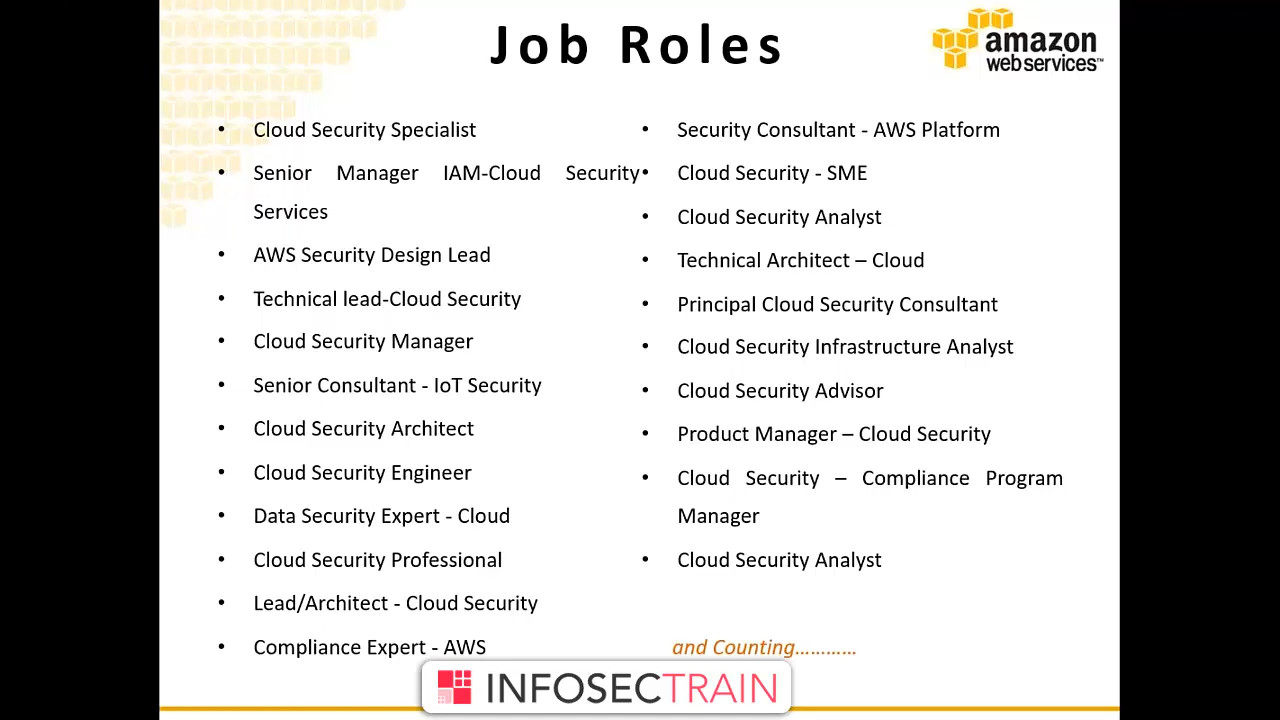 Job Roles
amazon
webservices™
• Cloud Security Specialist
• Senior Manager IAM-Cloud Security
Services
• AWS Security Design Lead
• Technical lead-Cloud Security
• Cloud Security Manager
• Senior Consultant - IoT Security
• Cloud Security Architect
• Cloud Security Engineer
• Data Security Expert - Cloud
• Cloud Security Professional
• Lead/Architect - Cloud Security
• Compliance Expert - AWS
• Security Consultant - AWS Platform
• Cloud Security - SME
• Cloud Security Analyst
• Technical Architect – Cloud
• Principal Cloud Security Consultant
• Cloud Security Infrastructure Analyst
• Cloud Security Advisor
• Product Manager – Cloud Security
• Cloud Security – Compliance Program
Manager
• Cloud Security Analyst
and Counting…………
INFOSECTRAIN